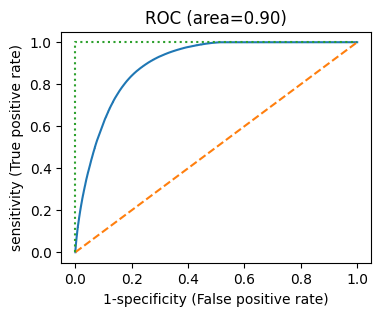 ROC (area=0.90)
sensitivity (True positive rate)
1.0
0.8
0.6
0.4
0.2
0.0
0.0 0.2 0.4 0.6 0.8 1.0
1-specificity (False positive rate)